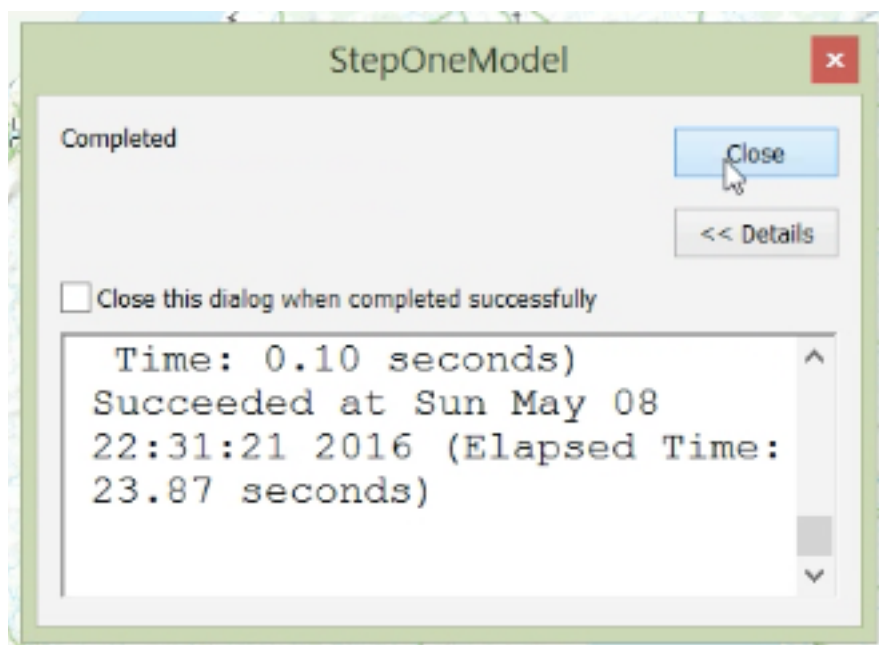 StepOneModel
Completed
Close
<< Details
Close this dialog when completed successfully
Time: 0.10 seconds)
Succeeded at Sun May 08
22:31:21 2016 (Elapsed Time:
23.87 seconds)